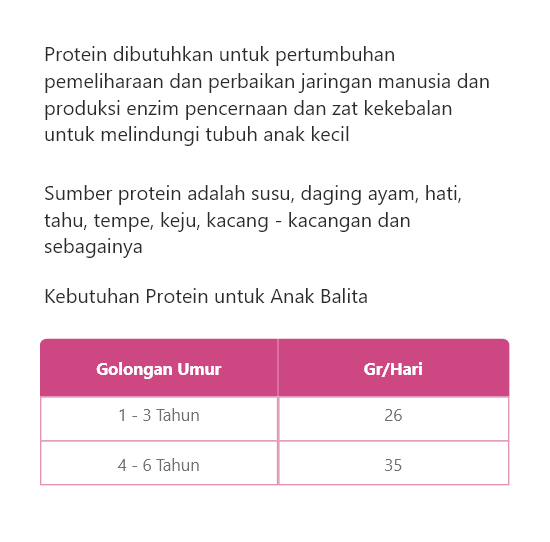 Protein dibutuhkan untuk pertumbuhan
pemeliharaan dan perbaikan jaringan manusia dan
produksi enzim pencernaan dan zat kekebalan
untuk melindungi tubuh anak kecil
Sumber protein adalah susu, daging ayam, hati,
tahu, tempe, keju, kacang - kacangan dan
sebagainya
Kebutuhan Protein untuk Anak Balita
Golongan Umur Gr/Hari
1 - 3 Tahun 26
4 - 6 Tahun 35